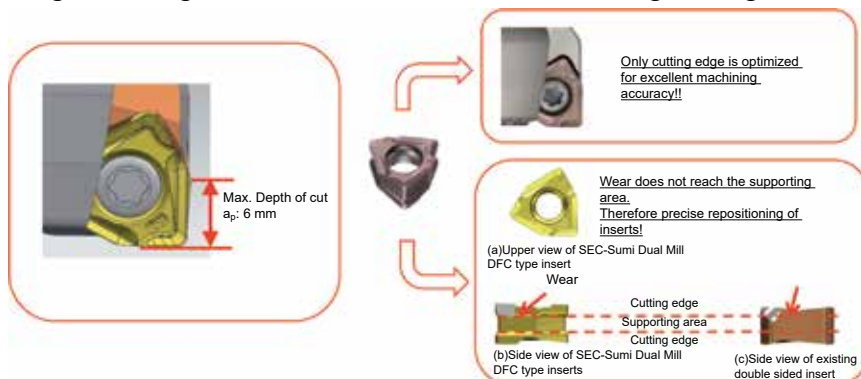 Max. Depth of cut
ap: 6 mm
Only cutting edge is optimized
for excellent machining
accuracy!!
Wear does not reach the supporting
area.
Therefore precise repositioning of
inserts!
(a)Upper view of SEC-Sumi Dual Mill
DFC type insert
Wear
Cutting edge
Supporting area
Cutting edge
(b)Side view of SEC-Sumi Dual Mill
DFC type inserts
(c)Side view of existing
double sided insert